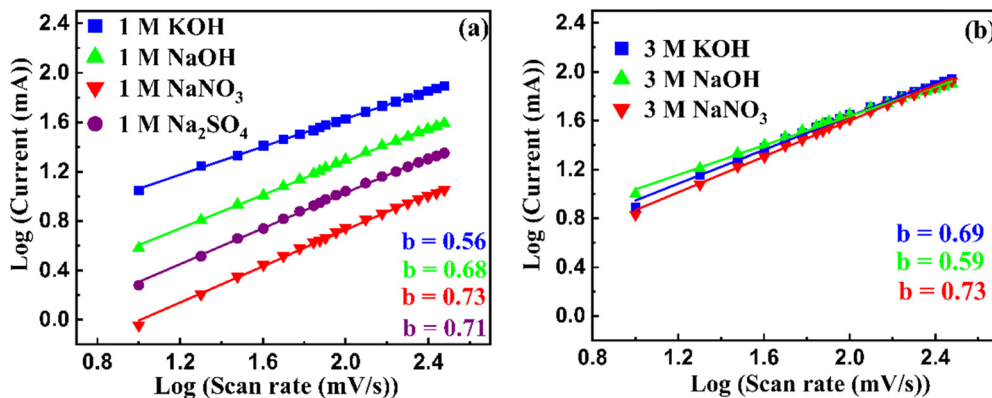 (a)
1 M KOH
1 M NaOH
1 M NaNO₃
1 M Na₂SO₄
b = 0.56
b = 0.68
b = 0.73
b = 0.71
Log (Current (mA))
2.4
2.0
1.6
1.2
0.8
0.4
0.0
0.8 1.2 1.6 2.0 2.4
Log (Scan rate (mV/s))
(b)
3 M KOH
3 M NaOH
3 M NaNO₃
b = 0.69
b = 0.59
b = 0.73
Log (Current (mA))
2.4
2.0
1.6
1.2
0.8
0.4
0.0
0.8 1.2 1.6 2.0 2.4
Log (Scan rate (mV/s))